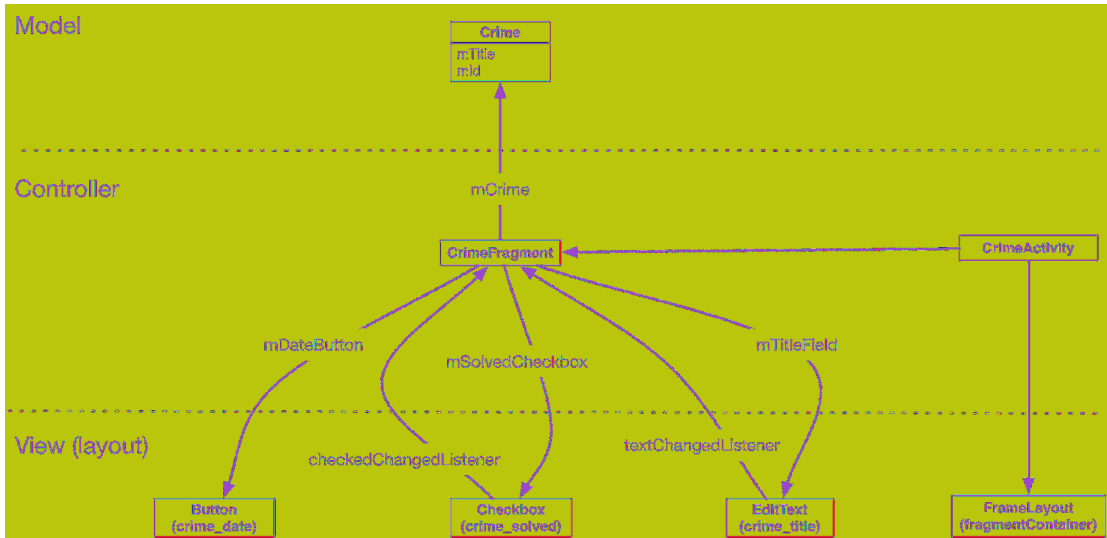 Model
Crime
mTitle
mId
Controller
mCrime
CrimeFragment
CrimeActivity
mDateButton
mSolvedCheckbox
mTitleField
View (layout)
checkedChangedListener
textChangedListener
Button
(crime_date)
Checkbox
(crime_solved)
EditText
(crime_title)
FrameLayout
(fragmentContainer)